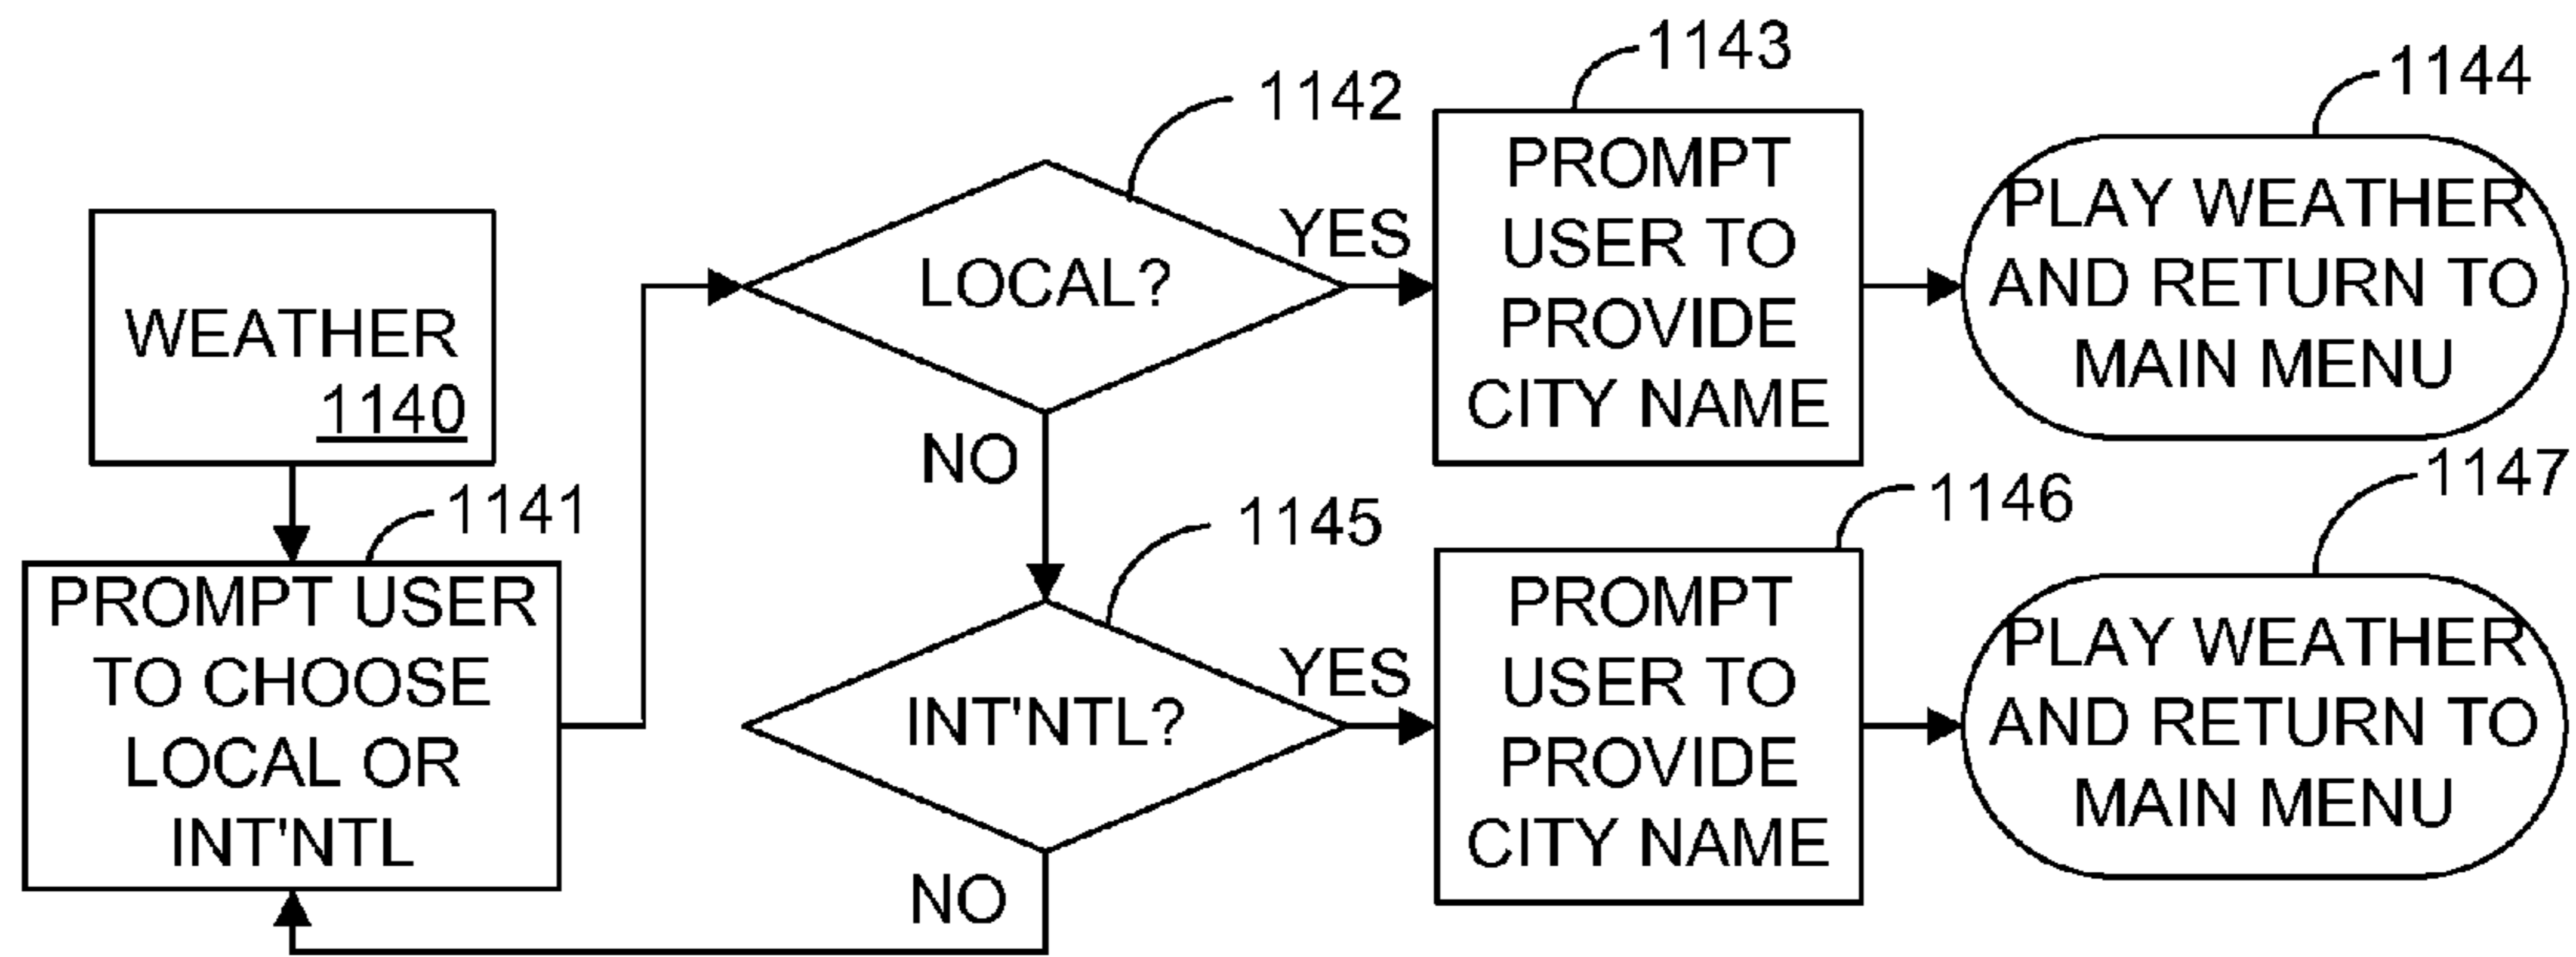 WEATHER
1140
1141
PROMPT USER
TO CHOOSE
LOCAL OR
INT'NTL
1142
LOCAL?
YES
NO
1143
PROMPT
USER TO
PROVIDE
CITY NAME
1144
PLAY WEATHER
AND RETURN TO
MAIN MENU
1145
INT'NTL?
YES
NO
1146
PROMPT
USER TO
PROVIDE
CITY NAME
1147
PLAY WEATHER
AND RETURN TO
MAIN MENU